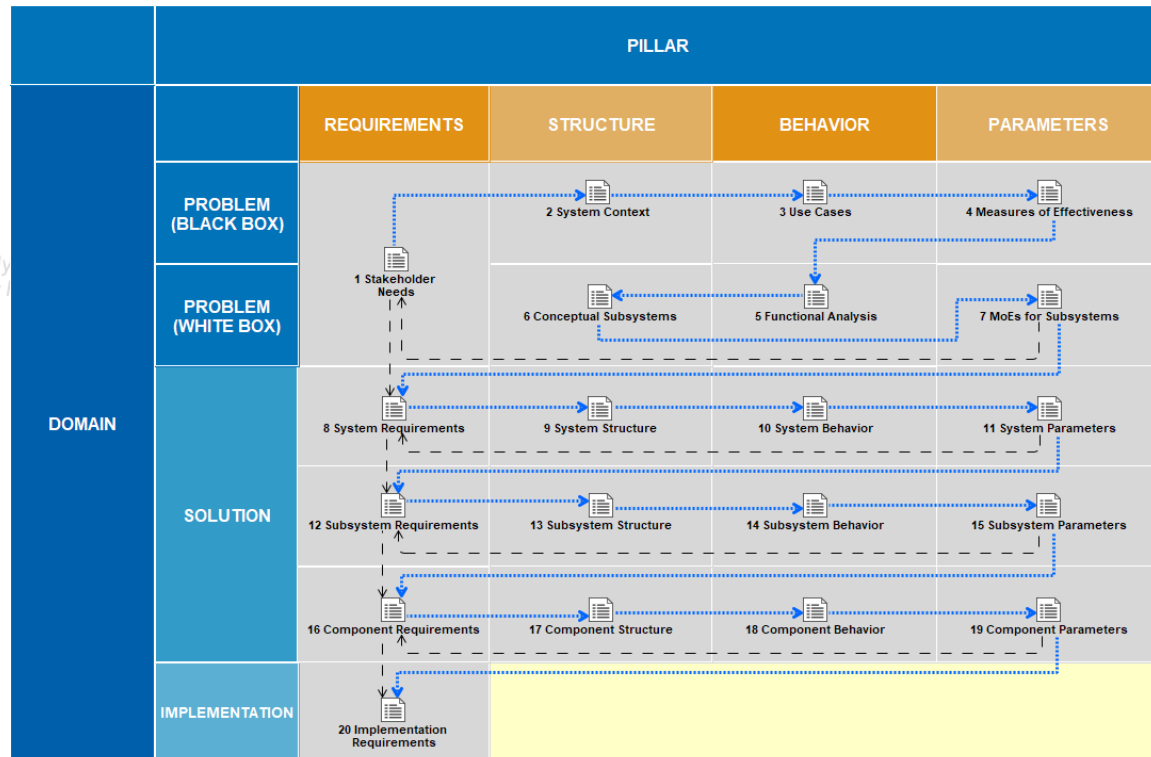 PILLAR
REQUIREMENTS
STRUCTURE
BEHAVIOR
PARAMETERS
DOMAIN
PROBLEM
(BLACK BOX)
2 System Context
3 Use Cases
4 Measures of Effectiveness
1 Stakeholder
Needs
PROBLEM
(WHITE BOX)
6 Conceptual Subsystems
5 Functional Analysis
7 MoEs for Subsystems
SOLUTION
8 System Requirements
9 System Structure
10 System Behavior
11 System Parameters
12 Subsystem Requirements
13 Subsystem Structure
14 Subsystem Behavior
15 Subsystem Parameters
16 Component Requirements
17 Component Structure
18 Component Behavior
19 Component Parameters
IMPLEMENTATION
20 Implementation
Requirements